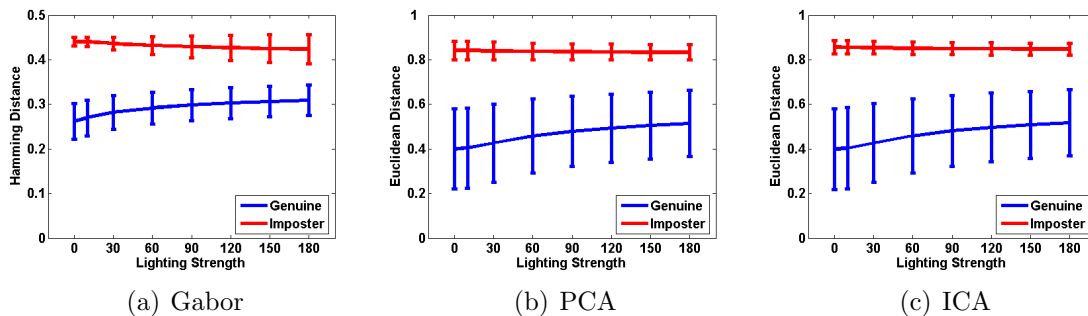 0.5
0.4
0.3
0.2
0.1
0
Hamming Distance
0 10 30 60 90 120 150 180
Lighting Strength
Genuine
Imposter
(a) Gabor
1
0.8
0.6
0.4
0.2
0
Euclidean Distance
0 10 30 60 90 120 150 180
Lighting Strength
Genuine
Imposter
(b) PCA
1
0.8
0.6
0.4
0.2
0
Euclidean Distance
0 10 30 60 90 120 150 180
Lighting Strength
Genuine
Imposter
(c) ICA